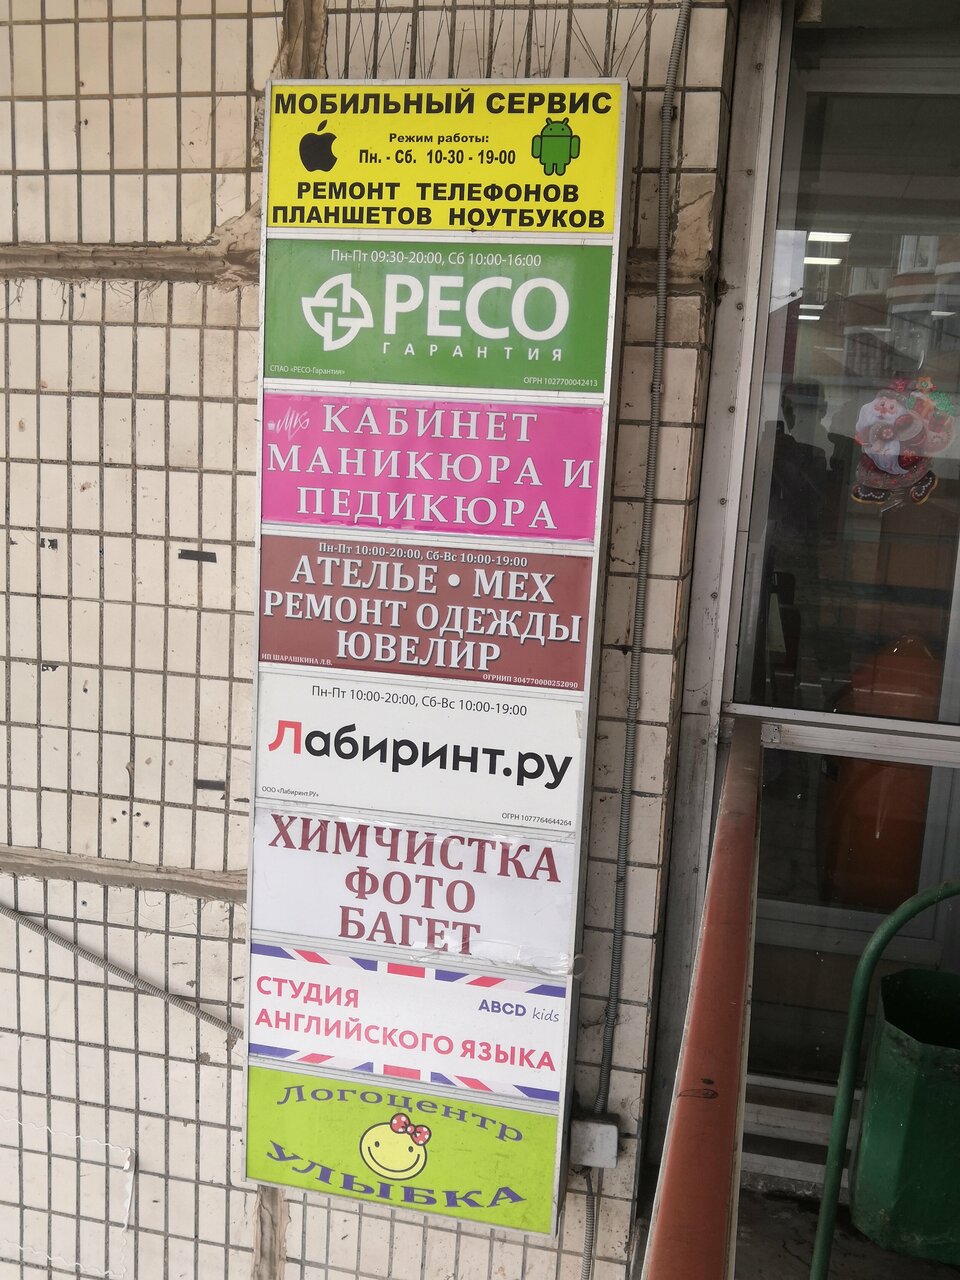 МОБИЛЬНЫЙ СЕРВИС
Режим работы:
Пн. - Сб. 10-30 - 19-00
РЕМОНТ ТЕЛЕФОНОВ
ПЛАНШЕТОВ НОУТБУКОВ
Пн-Пт 09:30-20:00, Сб 10:00-16:00
РЕСО
ГАРАНТИЯ
СПАО «РЕСО-Гарантия»
ОГРН 1027700042413
КАБИНЕТ
МАНИКЮРА И
ПЕДИКЮРА
Пн-Пт 10:00-20:00, Сб-Вс 10:00-19:00
АТЕЛЬЕ • МЕХ
РЕМОНТ ОДЕЖДЫ
ЮВЕЛИР
ИП ШАРАШКИНА Л.В.
ОГРНИП 304770000252090
Пн-Пт 10:00-20:00, Сб-Вс 10:00-19:00
Лабиринт.ру
ООО «Лабиринт.РУ»
ОГРН 1077764644264
ХИМЧИСТКА
ФОТО
БАГЕТ
СТУДИЯ
ABCD kids
АНГЛИЙСКОГО ЯЗЫКА
Логоцентр
УЛЫБКА